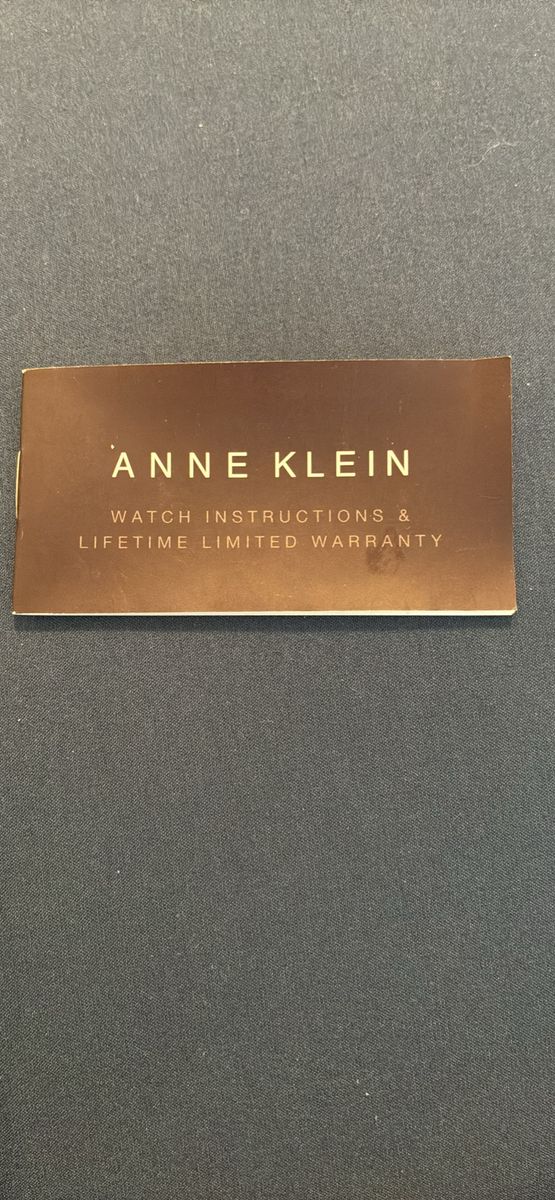 ANNE KLEIN
WATCH INSTRUCTIONS &
LIFETIME LIMITED WARRANTY